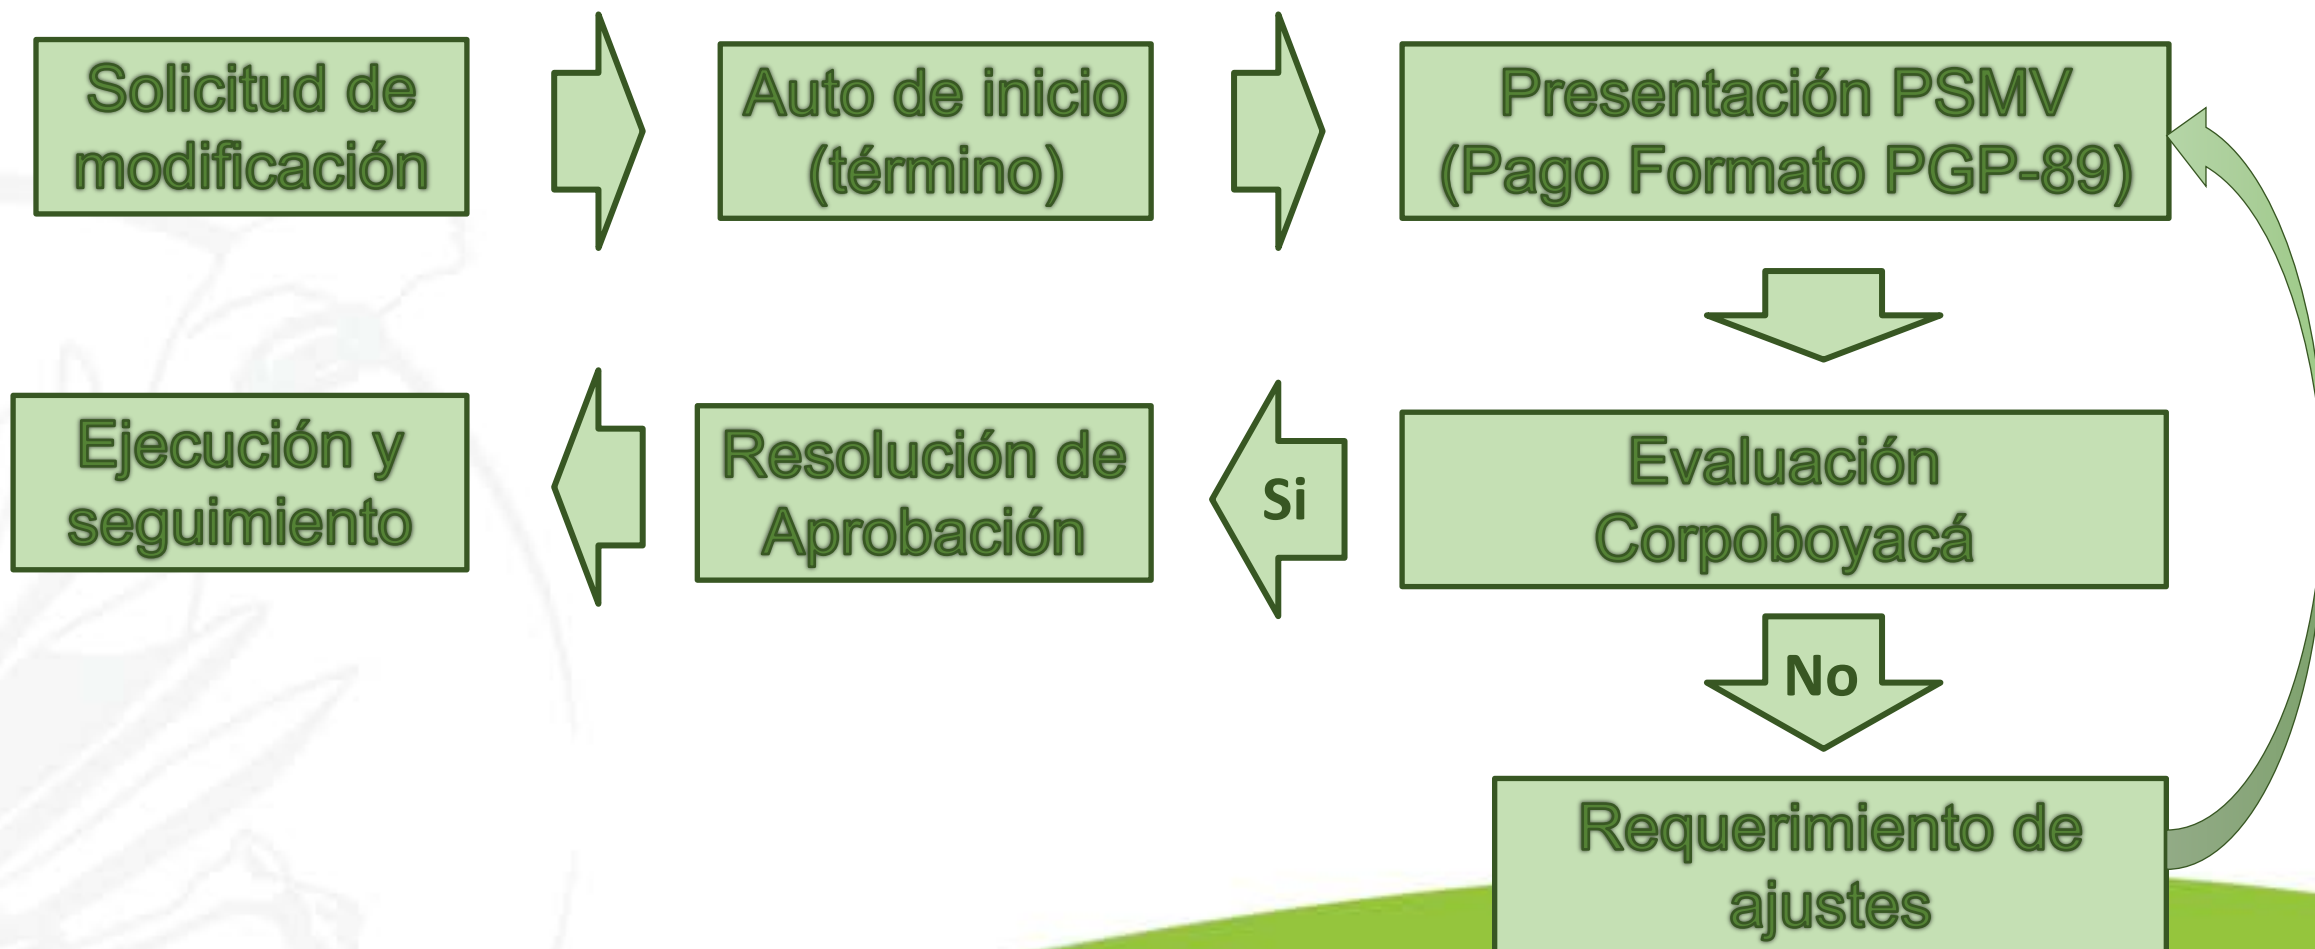 Solicitud de
modificación
Auto de inicio
(término)
Presentación PSMV
(Pago Formato PGP-89)
Evaluación
Corpoboyacá
Si
Resolución de
Aprobación
Ejecución y
seguimiento
No
Requerimiento de
ajustes